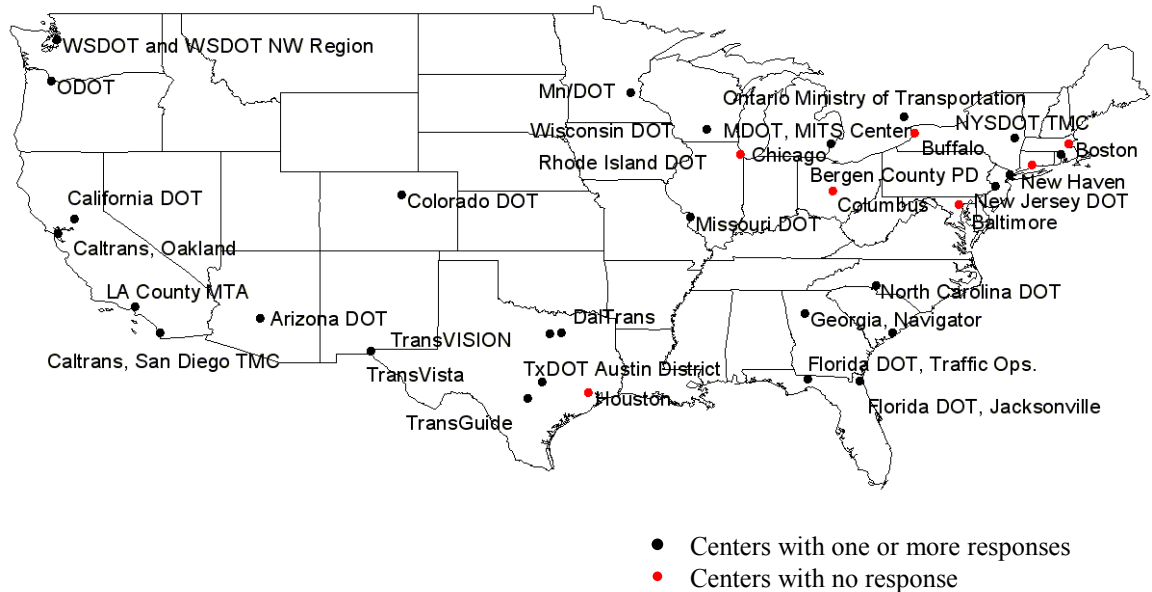 WSDOT and WSDOT NW Region
ODOT
Mn/DOT
Ontario Ministry of Transportation
Wisconsin DOT
MDOT, MITS Center
NYSDOT TMC
Buffalo
Boston
Rhode Island DOT
Chicago
Bergen County PD
New Haven
California DOT
Colorado DOT
Columbus
New Jersey DOT
Missouri DOT
Baltimore
Caltrans, Oakland
LA County MTA
North Carolina DOT
Arizona DOT
DalTrans
Georgia, Navigator
TransVISION
Caltrans, San Diego TMC
TransVista
TxDOT Austin District
Florida DOT, Traffic Ops.
Houston
Florida DOT, Jacksonville
TransGuide
Centers with one or more responses
Centers with no response